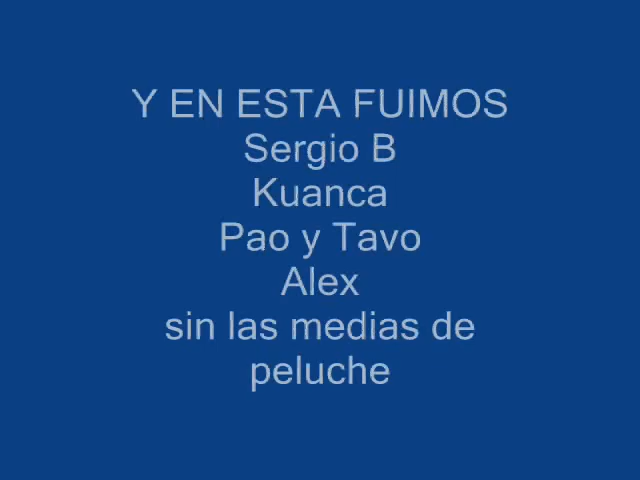 Y EN ESTA FUIMOS
Sergio B
Kuanca
Pao y Tavo
Alex
sin las medias de
peluche